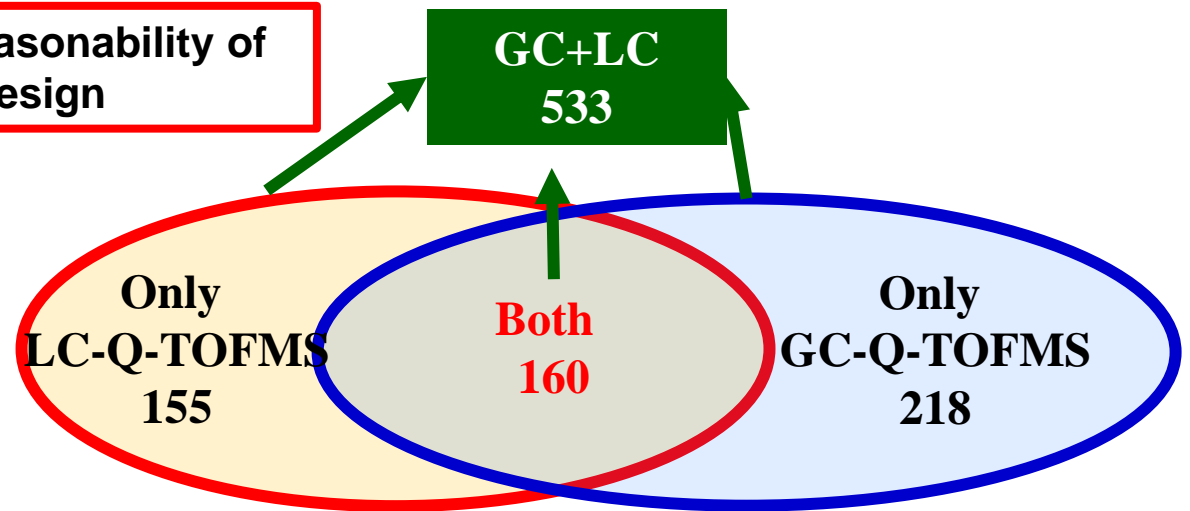 asonability of
esign
GC+LC
533
Only
LC-Q-TOFMS
155
Both
160
Only
GC-Q-TOFMS
218